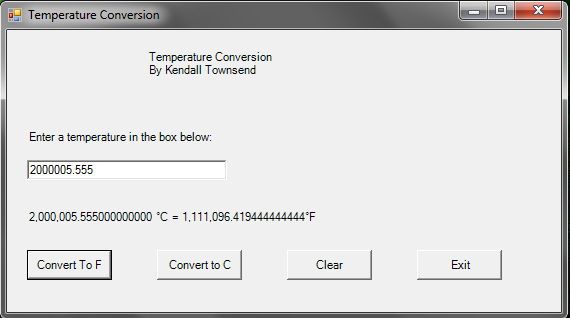 Temperature Conversion
Temperature Conversion
By Kendall Townsend
Enter a temperature in the box below:
2000005.555
2,000,005.555000000000 °C = 1,111,096.419444444444°F
Convert To F Convert to C Clear Exit